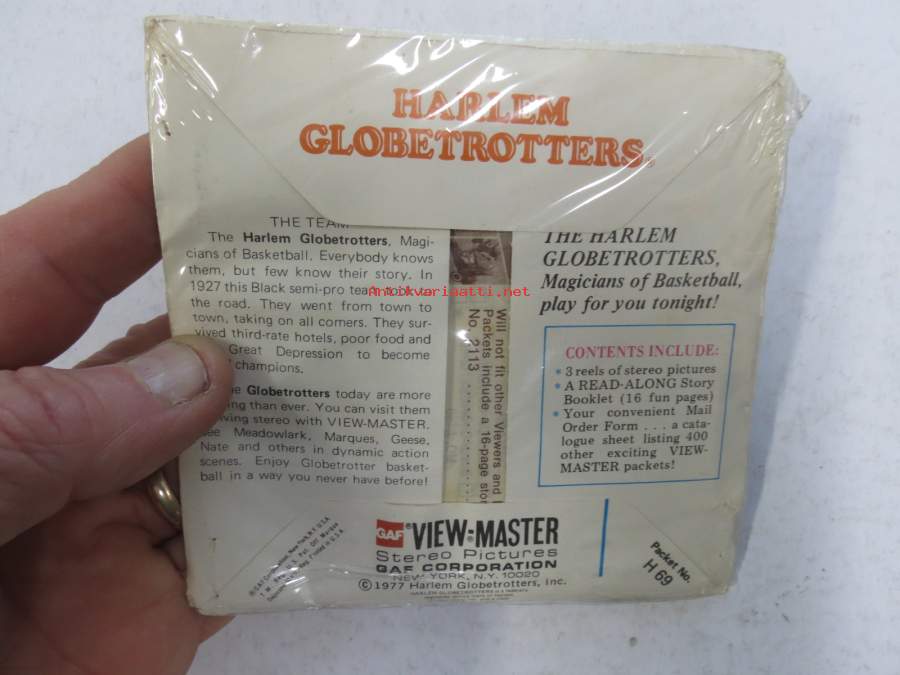 HARLEM
GLOBETROTTERS.
THE TEAM
The Harlem Globetrotters, Magi-
cians of Basketball. Everybody knows
them, but few know their story. In
1927 this Black semi-pro team took to
the road. They went from town to
town, taking on all comers. They sur-
vived third-rate hotels, poor food and
Great Depression to become
champions.
Globetrotters today are more
than ever. You can visit them
stereo with VIEW-MASTER.
Meadowlark, Marques, Geese,
Nate and others in dynamic action
scenes. Enjoy Globetrotter basket-
ball in a way you never have before!
Will not fit other Viewers and
Packets include a 16-page
No. 2113
THE HARLEM
GLOBETROTTERS,
Magicians of Basketball,
play for you tonight!
CONTENTS INCLUDE:
• 3 reels of stereo pictures
• A READ-ALONG Story
Booklet (16 fun pages)
• Your convenient Mail
Order Form . . . a cata-
logue sheet listing 400
other exciting VIEW-
MASTER packets!
GAF® VIEW-MASTER
Stereo Pictures
GAF CORPORATION
NEW YORK, N.Y. 10020
© 1977 Harlem Globetrotters, Inc.
Packet No.
H 69
Antikvariaatti.net